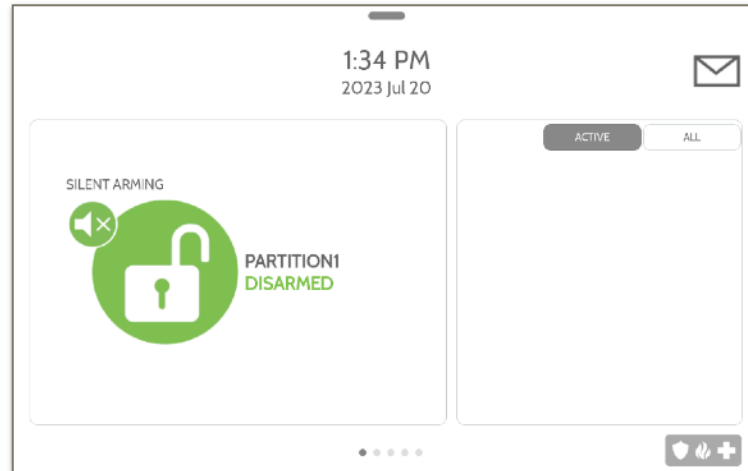 1:34 PM
2023 Jul 20
ACTIVE
ALL
SILENT ARMING
PARTITION1
DISARMED